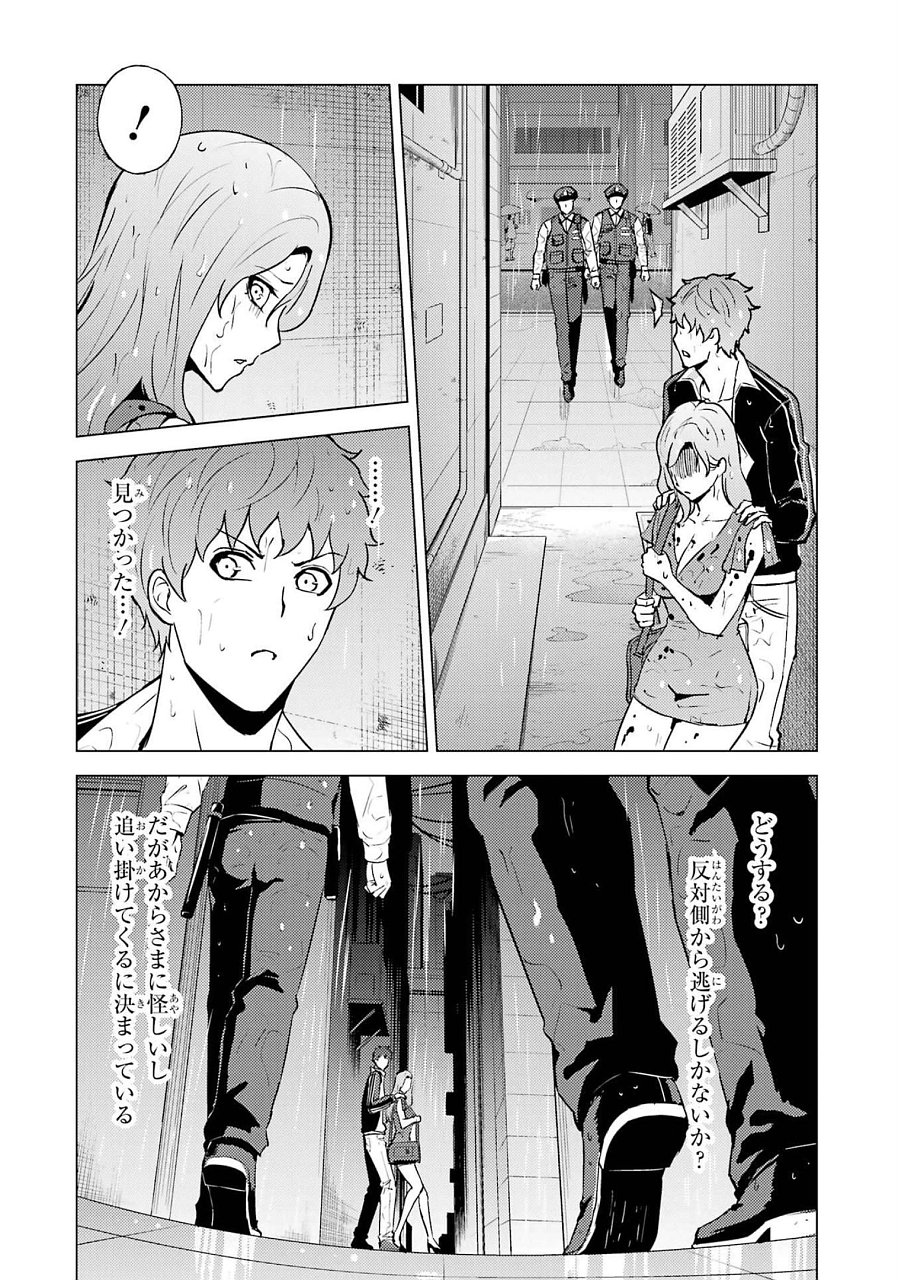 !
……!
見つかった…!
どうする?
反対側から逃げるしかないか?
だがあからさまに怪しいし
追い掛けてくるに決まっている